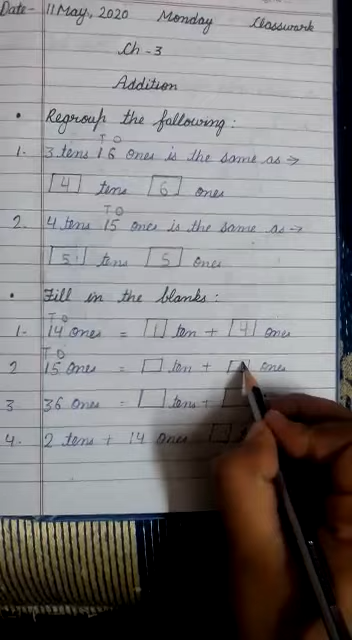 Date- 11 May, 2020 Monday Classwork
Ch-3
Addition
• Regroup the following:
T O
1. 3 tens 16 ones is the same as →
4 tens 6 ones
T O
2. 4 tens 15 ones is the same as →
5 tens 5 ones
• Fill in the blanks:
T O
1. 14 ones = 1 ten + 4 ones
T O
2 15 ones = ten + ones
3 36 ones = tens +
4. 2 tens + 14 ones